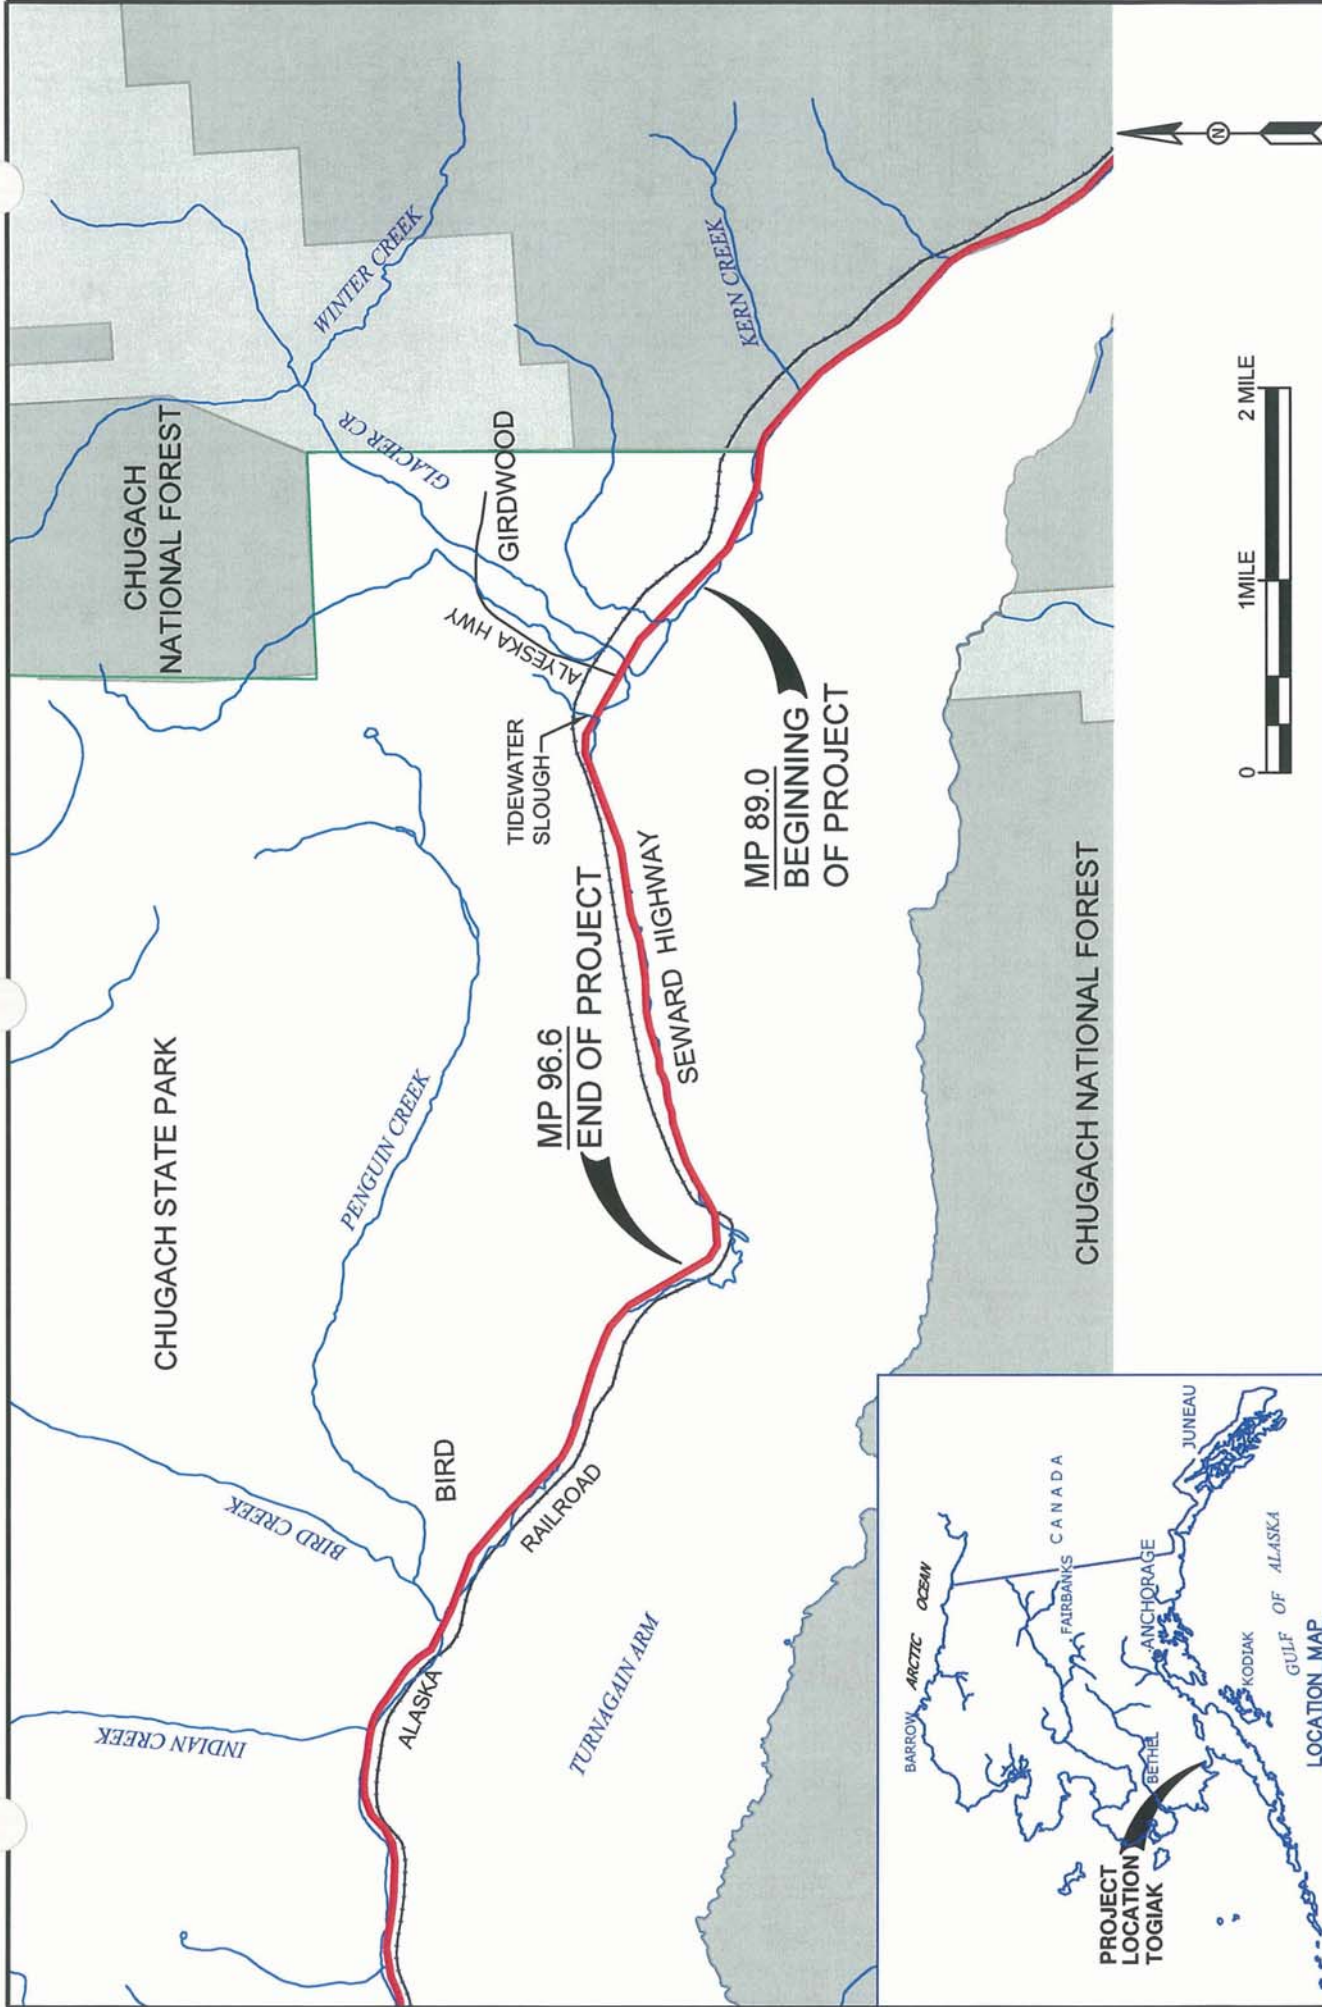 CHUGACH STATE PARK
CHUGACH
NATIONAL FOREST
WINTER CREEK
GLACIER CR
GIRDWOOD
ALYESKA HWY
KERN CREEK
TIDEWATER
SLOUGH
PENGUIN CREEK
BIRD CREEK
INDIAN CREEK
BIRD
MP 96.6
END OF PROJECT
SEWARD HIGHWAY
MP 89.0
BEGINNING
OF PROJECT
ALASKA
RAILROAD
TURNAGAIN ARM
CHUGACH NATIONAL FOREST
BARROW
ARCTIC OCEAN
FAIRBANKS
CANADA
ANCHORAGE
BETHEL
JUNEAU
KODIAK
GULF OF ALASKA
PROJECT
LOCATION
TOGIAK
LOCATION MAP
0
1MILE
2 MILE
N